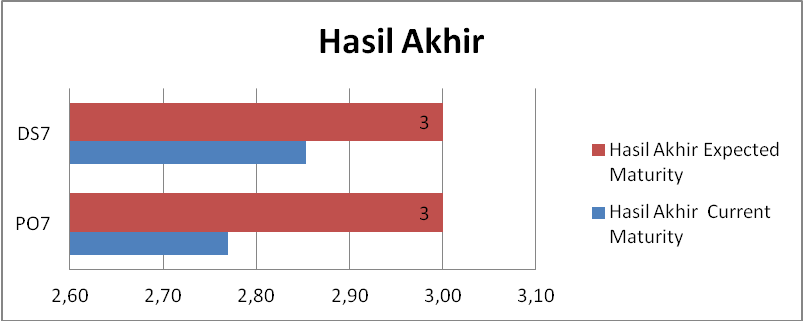 Hasil Akhir
DS7
3
PO7
3
2,60 2,70 2,80 2,90 3,00 3,10
Hasil Akhir Expected
Maturity
Hasil Akhir  Current
Maturity